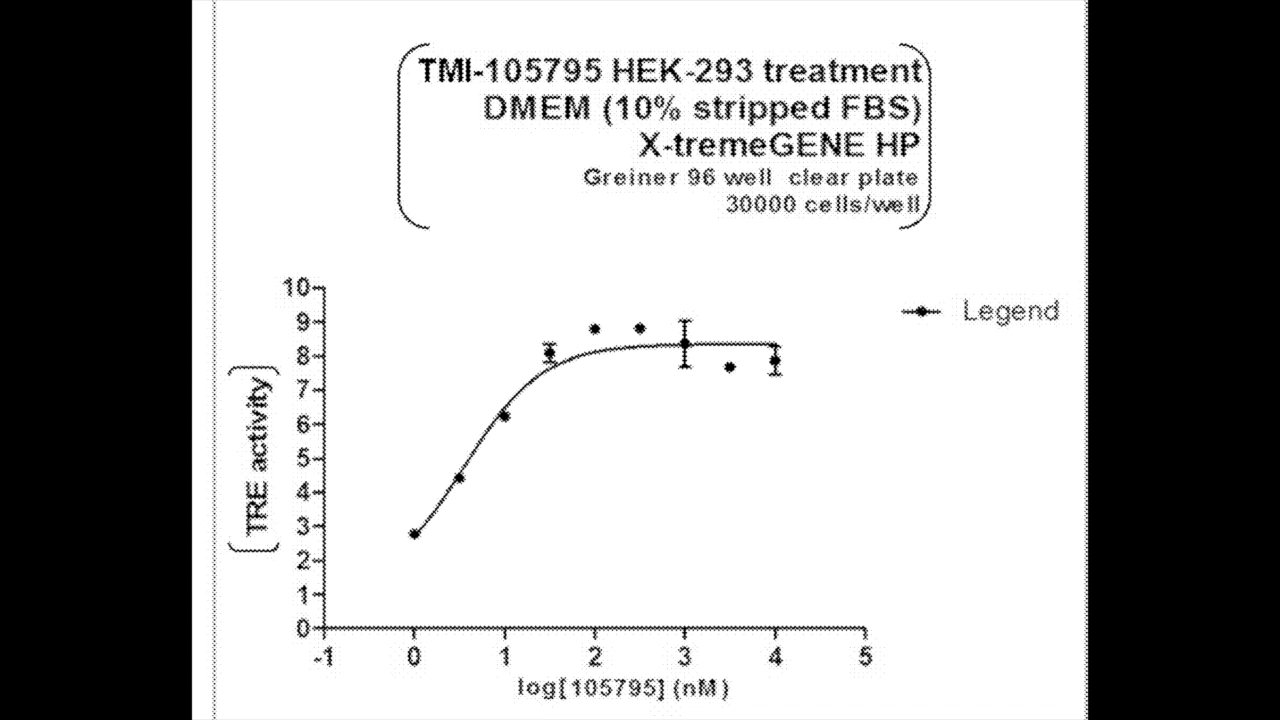 TMI-105795 HEK-293 treatment
DMEM (10% stripped FBS)
X-tremeGENE HP
Greiner 96 well clear plate
30000 cells/well
Legend
TRE activity
10
9
8
7
6
5
4
3
2
1
0
-1 0 1 2 3 4 5
log[105795] (nM)